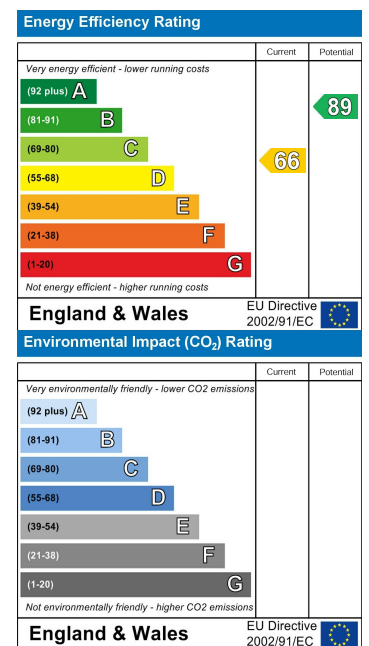 Energy Efficiency Rating
Current Potential
Very energy efficient - lower running costs
(92 plus) A
(81-91) B
(69-80) C
(55-68) D
(39-54) E
(21-38) F
(1-20) G
66
89
Not energy efficient - higher running costs
England & Wales
EU Directive
2002/91/EC
Environmental Impact (CO₂) Rating
Current Potential
Very environmentally friendly - lower CO2 emissions
(92 plus) A
(81-91) B
(69-80) C
(55-68) D
(39-54) E
(21-38) F
(1-20) G
Not environmentally friendly - higher CO2 emissions
England & Wales
EU Directive
2002/91/EC